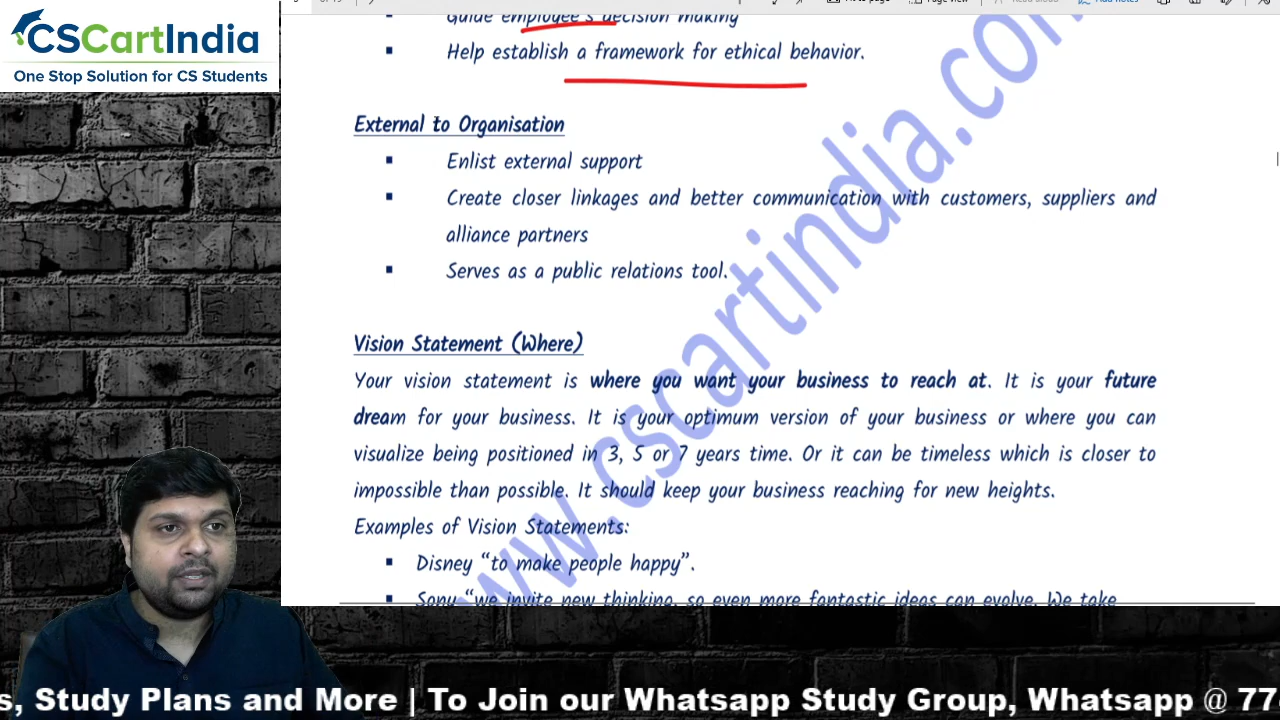 CSCartIndia
One Stop Solution for CS Students
Guide employee's decision making
▪ Help establish a framework for ethical behavior.
External to Organisation
▪ Enlist external support
▪ Create closer linkages and better communication with customers, suppliers and
alliance partners
▪ Serves as a public relations tool.
Vision Statement (Where)
Your vision statement is where you want your business to reach at. It is your future
dream for your business. It is your optimum version of your business or where you can
visualize being positioned in 3, 5 or 7 years time. Or it can be timeless which is closer to
impossible than possible. It should keep your business reaching for new heights.
Examples of Vision Statements:
▪ Disney “to make people happy”.
▪ Sony “we invite new thinking, so even more fantastic ideas can evolve. We take
www.cscartindia.com
s, Study Plans and More | To Join our Whatsapp Study Group, Whatsapp @ 77